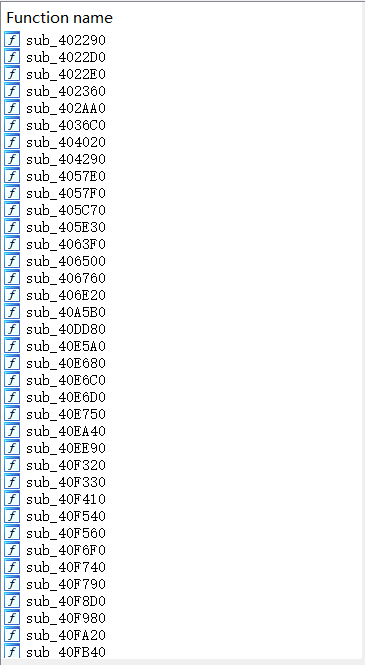 Function name
sub_402290
sub_4022D0
sub_4022E0
sub_402360
sub_402AA0
sub_4036C0
sub_404020
sub_404290
sub_4057E0
sub_4057F0
sub_405C70
sub_405E30
sub_4063F0
sub_406500
sub_406760
sub_406E20
sub_40A5B0
sub_40DD80
sub_40E5A0
sub_40E680
sub_40E6C0
sub_40E6D0
sub_40E750
sub_40EA40
sub_40EE90
sub_40F320
sub_40F330
sub_40F410
sub_40F540
sub_40F560
sub_40F6F0
sub_40F740
sub_40F790
sub_40F8D0
sub_40F980
sub_40FA20
sub_40FB40